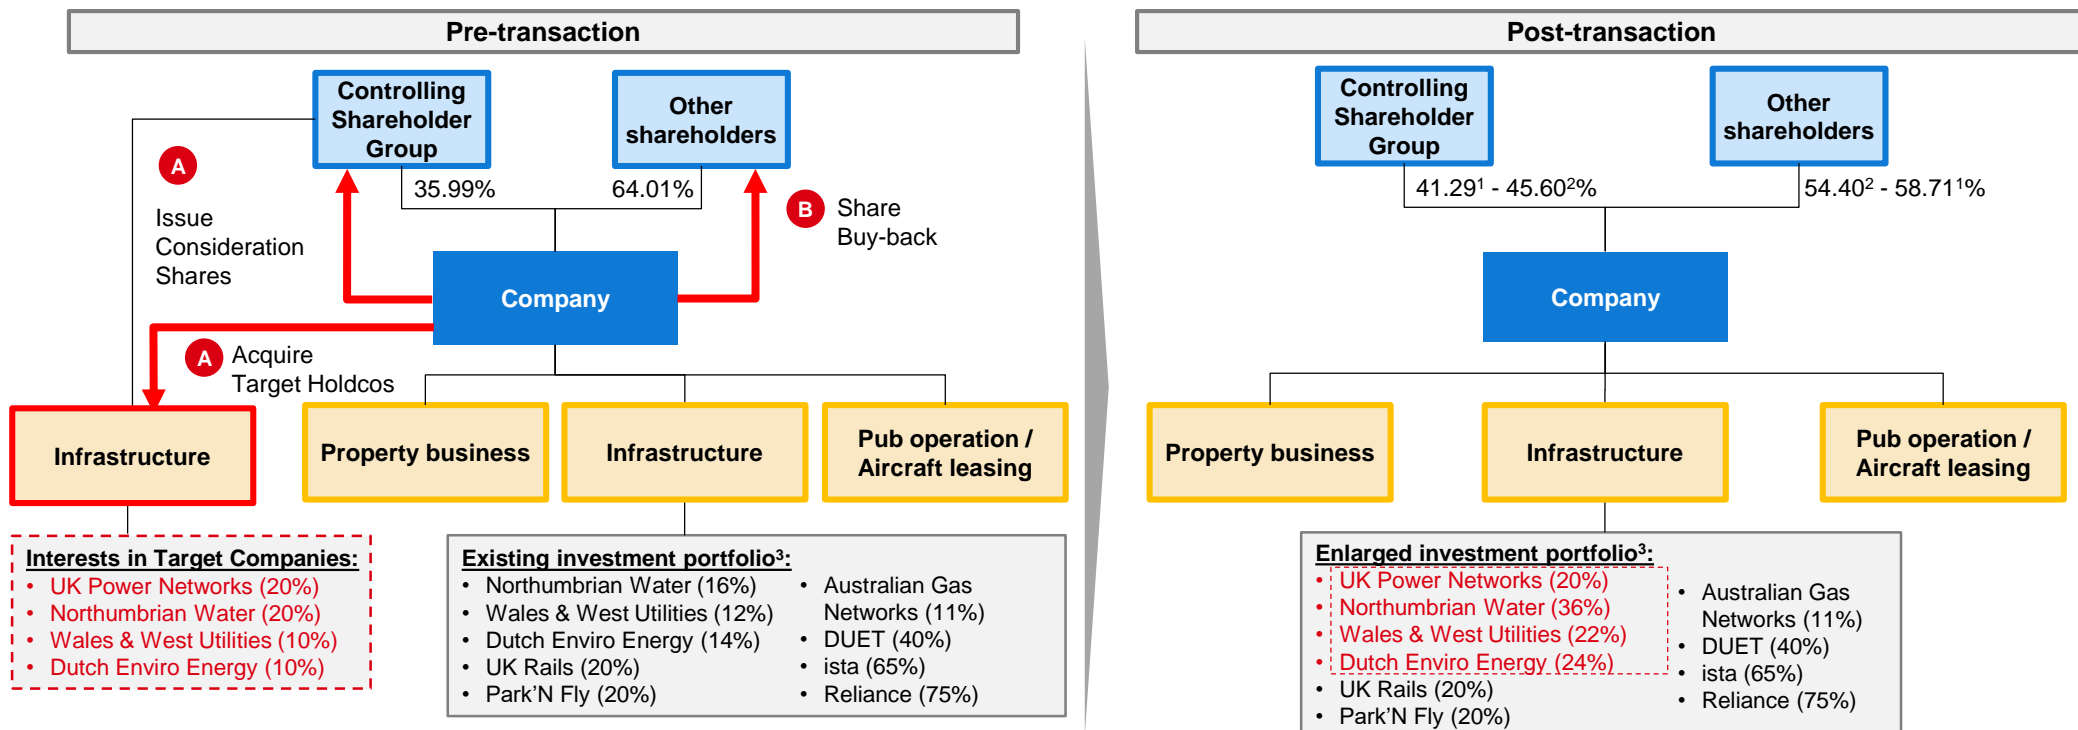 Pre-transaction
Controlling
Shareholder
Group
Other
shareholders
A
Issue
Consideration
Shares
35.99%
64.01%
B
Share
Buy-back
Company
A
Acquire
Target Holdcos
Infrastructure
Property business
Infrastructure
Pub operation /
Aircraft leasing
Interests in Target Companies:
• UK Power Networks (20%)
• Northumbrian Water (20%)
• Wales & West Utilities (10%)
• Dutch Enviro Energy (10%)
Existing investment portfolio³:
• Northumbrian Water (16%)
• Wales & West Utilities (12%)
• Dutch Enviro Energy (14%)
• UK Rails (20%)
• Park’N Fly (20%)
• Australian Gas
Networks (11%)
• DUET (40%)
• ista (65%)
• Reliance (75%)
Post-transaction
Controlling
Shareholder
Group
Other
shareholders
41.29¹ - 45.60²%
54.40² - 58.71¹%
Company
Property business
Infrastructure
Pub operation /
Aircraft leasing
Enlarged investment portfolio³:
• UK Power Networks (20%)
• Northumbrian Water (36%)
• Wales & West Utilities (22%)
• Dutch Enviro Energy (24%)
• UK Rails (20%)
• Park’N Fly (20%)
• Australian Gas
Networks (11%)
• DUET (40%)
• ista (65%)
• Reliance (75%)